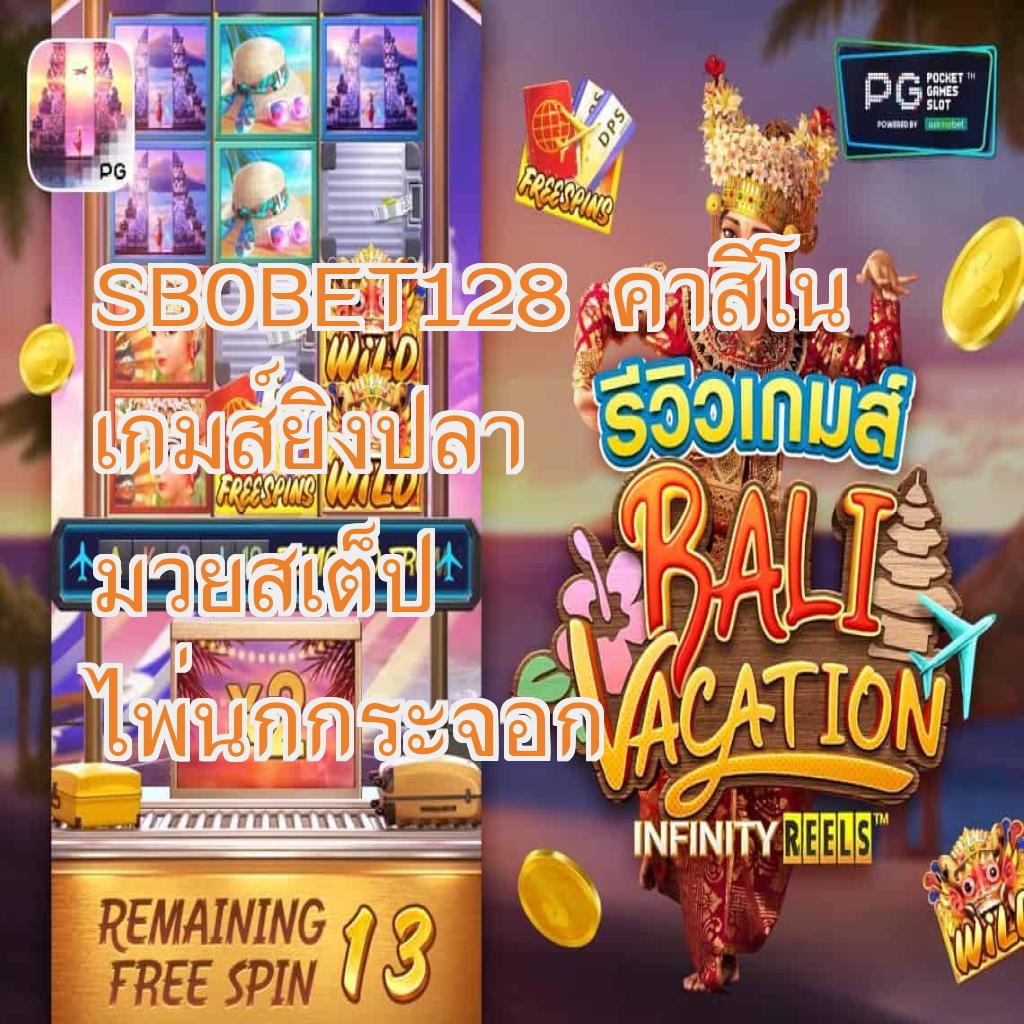 PG
PG POCKET GAMES SLOT™
POWERED BY askmebet
DPS
FREESPINS
SBOBET128 คาสิโน
WILD
รีวิวเกมส์
เกมส์ยิงปลา
FREESPINS
WILD
BALI
มวยสเต็ป
VACATION
x2
ไพ่นกกระจอก
INFINITY REELS™
REMAINING
FREE SPIN 13
WILD